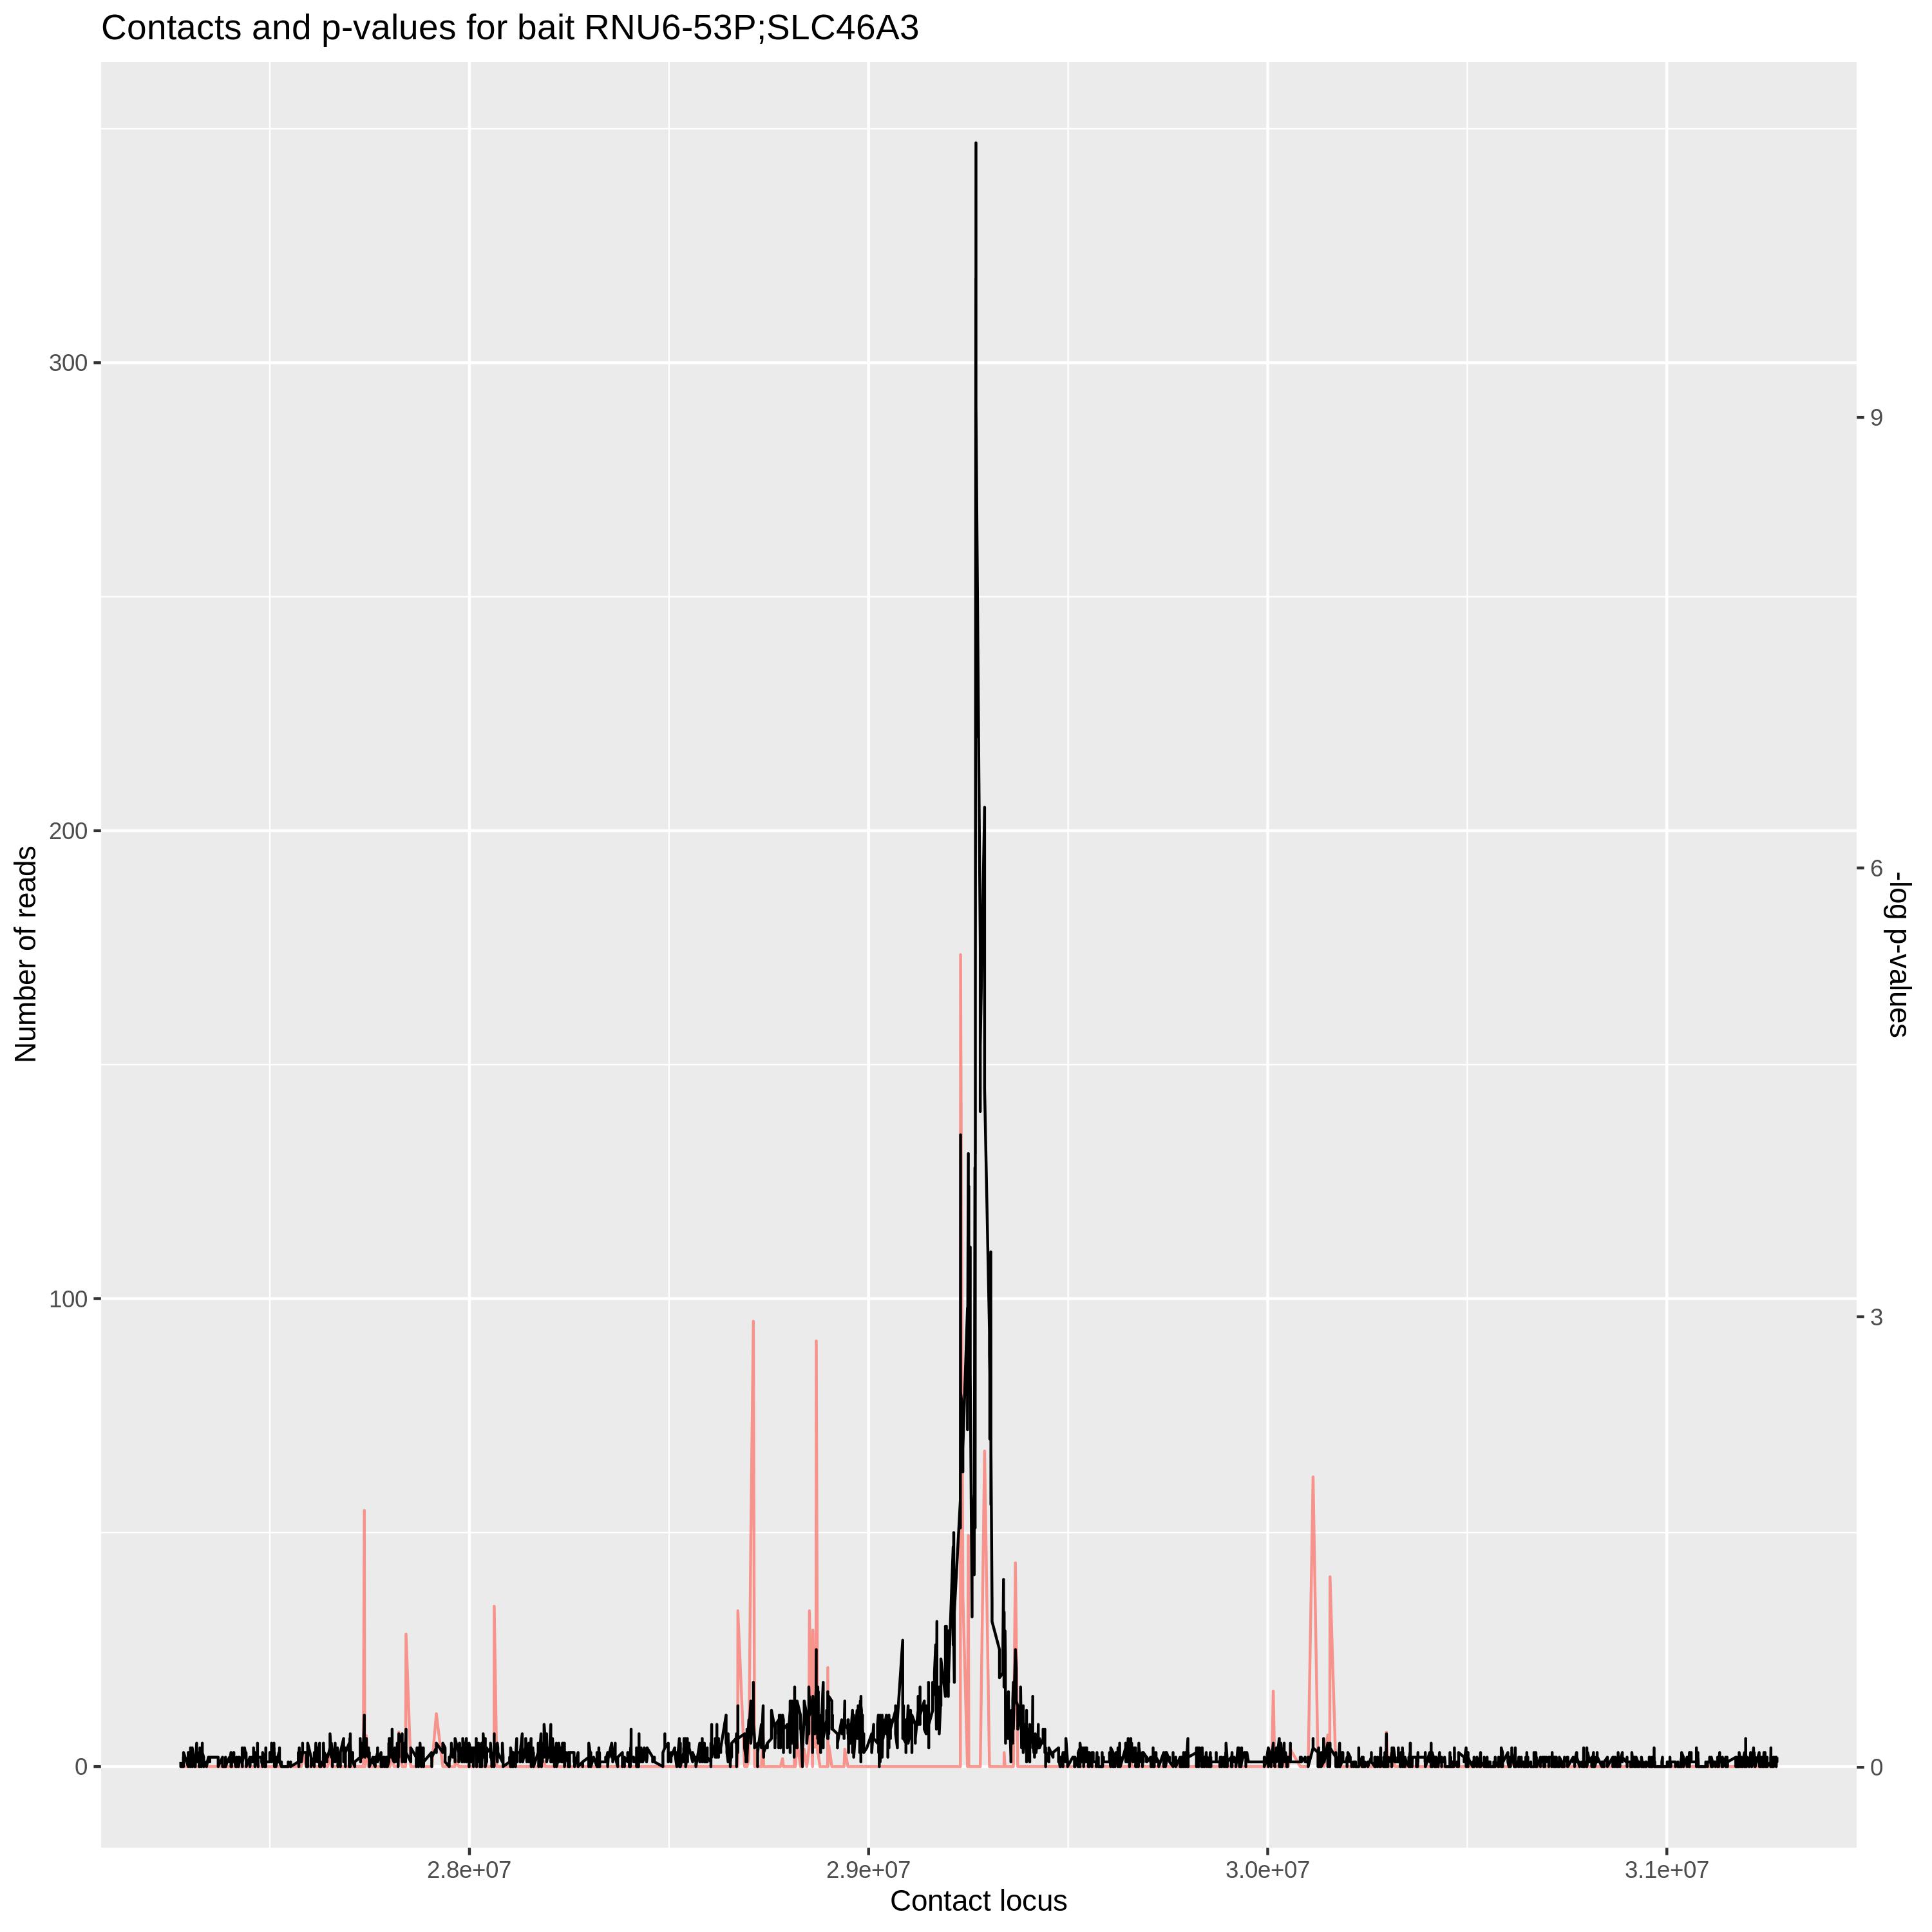 Contacts and p-values for bait RNU6-53P;SLC46A3
Number of reads
300
200
100
0
9
6
3
0
-log p-values
2.8e+07
2.9e+07
3.0e+07
3.1e+07
Contact locus